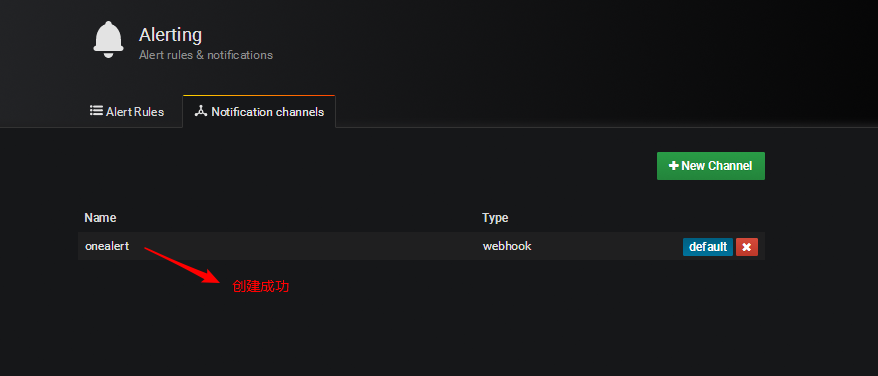 Alerting
Alert rules & notifications
Alert Rules
Notification channels
New Channel
Name Type
onealert webhook default
创建成功